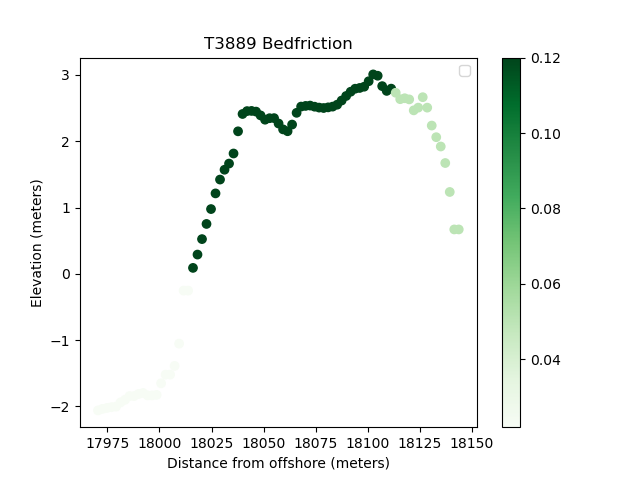 T3889 Bedfriction
3
2
1
0
−1
−2
Elevation (meters)
17975 18000 18025 18050 18075 18100 18125 18150
Distance from offshore (meters)
0.12
0.10
0.08
0.06
0.04